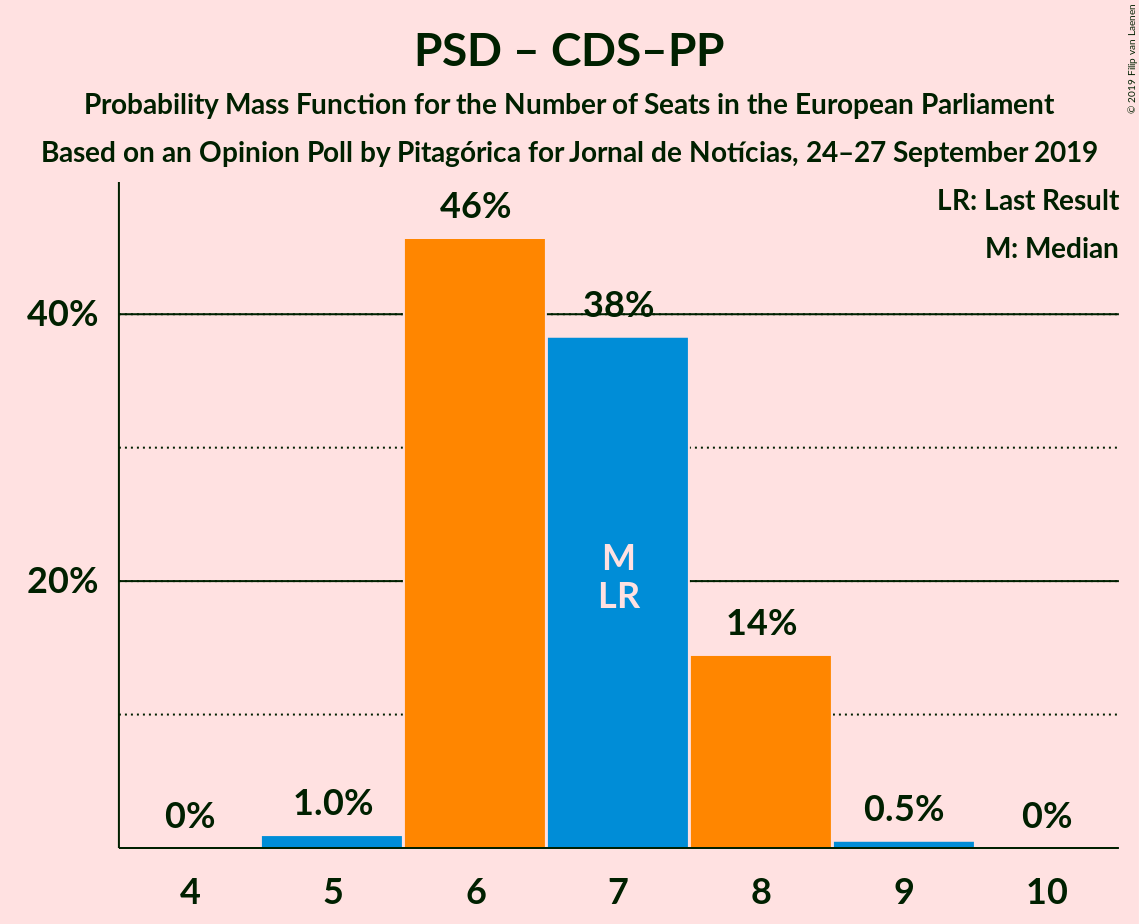 PSD – CDS–PP
Probability Mass Function for the Number of Seats in the European Parliament
Based on an Opinion Poll by Pitagórica for Jornal de Notícias, 24–27 September 2019
© 2019 Filip van Laenen
LR: Last Result
M: Median
46%
38%
40%
M
LR
20%
14%
1.0%
0%
0.5%
0%
4 5 6 7 8 9 10